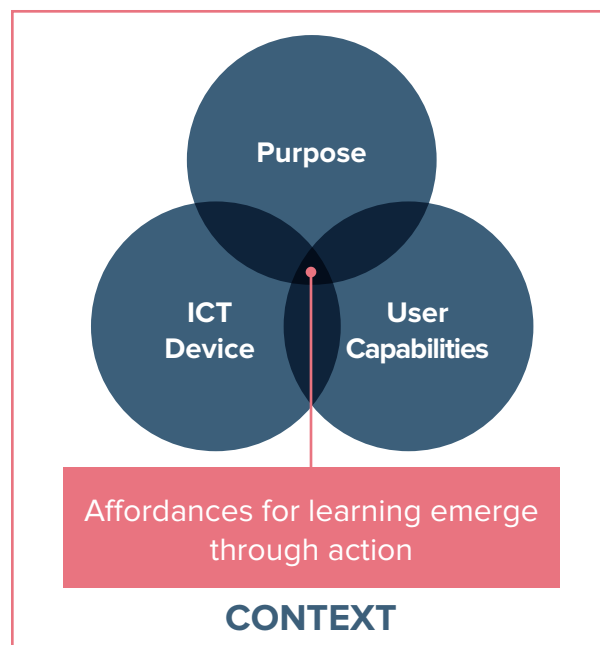 Purpose
ICT
Device
User
Capabilities
Affordances for learning emerge
through action
CONTEXT